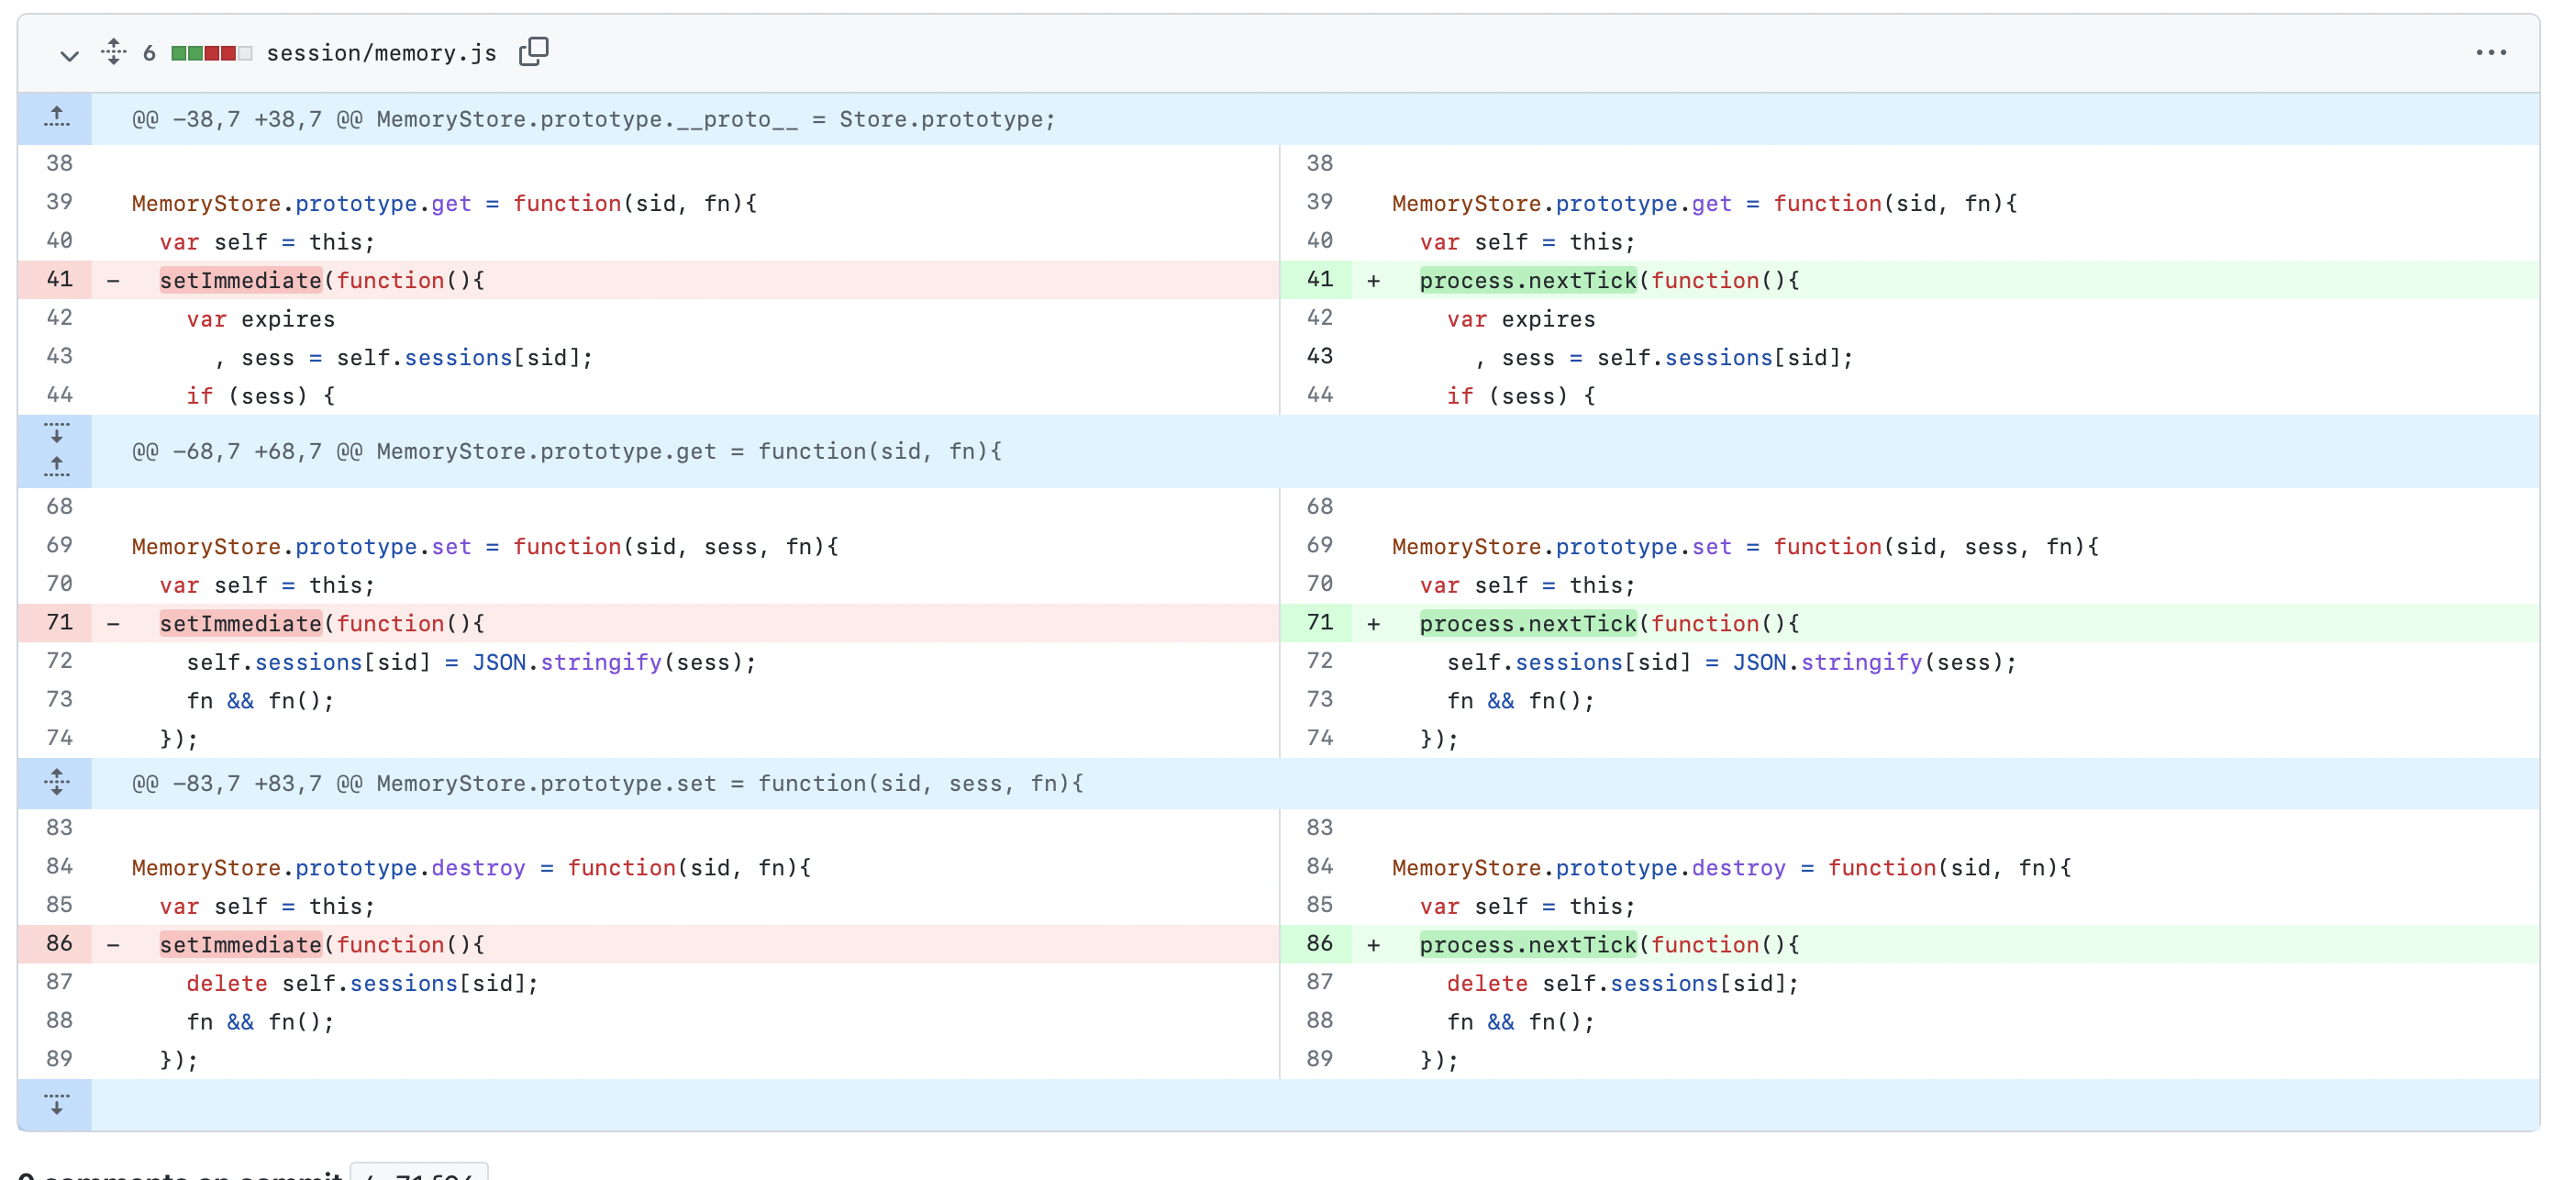 6 session/memory.js
@@ -38,7 +38,7 @@ MemoryStore.prototype.__proto__ = Store.prototype;
38 38
39 MemoryStore.prototype.get = function(sid, fn){ 39 MemoryStore.prototype.get = function(sid, fn){
40 var self = this; 40 var self = this;
41 - setImmediate(function(){ 41 + process.nextTick(function(){
42 var expires 42 var expires
43 , sess = self.sessions[sid]; 43 , sess = self.sessions[sid];
44 if (sess) { 44 if (sess) {
@@ -68,7 +68,7 @@ MemoryStore.prototype.get = function(sid, fn){
68 68
69 MemoryStore.prototype.set = function(sid, sess, fn){ 69 MemoryStore.prototype.set = function(sid, sess, fn){
70 var self = this; 70 var self = this;
71 - setImmediate(function(){ 71 + process.nextTick(function(){
72 self.sessions[sid] = JSON.stringify(sess); 72 self.sessions[sid] = JSON.stringify(sess);
73 fn && fn(); 73 fn && fn();
74 }); 74 });
@@ -83,7 +83,7 @@ MemoryStore.prototype.set = function(sid, sess, fn){
83 83
84 MemoryStore.prototype.destroy = function(sid, fn){ 84 MemoryStore.prototype.destroy = function(sid, fn){
85 var self = this; 85 var self = this;
86 - setImmediate(function(){ 86 + process.nextTick(function(){
87 delete self.sessions[sid]; 87 delete self.sessions[sid];
88 fn && fn(); 88 fn && fn();
89 }); 89 });
comments on commit